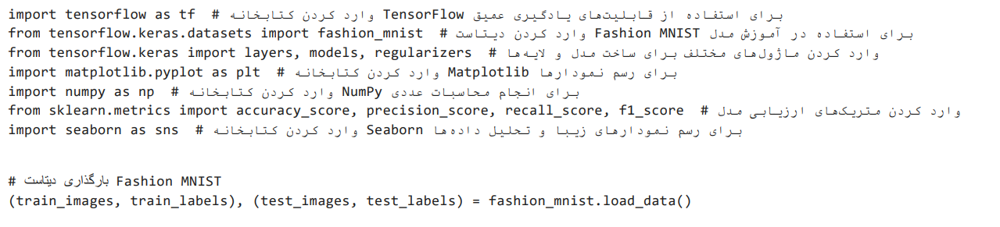 import tensorflow as tf  # وارد کردن کتابخانه TensorFlow برای استفاده از قابلیت‌های یادگیری عمیق
from tensorflow.keras.datasets import fashion_mnist  # وارد کردن دیتاست Fashion MNIST برای استفاده در آموزش مدل
from tensorflow.keras import layers, models, regularizers  # وارد کردن ماژول‌های مختلف برای ساخت مدل و لایه‌ها
import matplotlib.pyplot as plt  # وارد کردن کتابخانه Matplotlib برای رسم نمودارها
import numpy as np  # وارد کردن کتابخانه NumPy برای انجام محاسبات عددی
from sklearn.metrics import accuracy_score, precision_score, recall_score, f1_score  # وارد کردن متریک‌های ارزیابی مدل
import seaborn as sns  # وارد کردن کتابخانه Seaborn برای رسم نمودارهای زیبا و تحلیل داده‌ها
# بارگذاری دیتاست Fashion MNIST
(train_images, train_labels), (test_images, test_labels) = fashion_mnist.load_data()